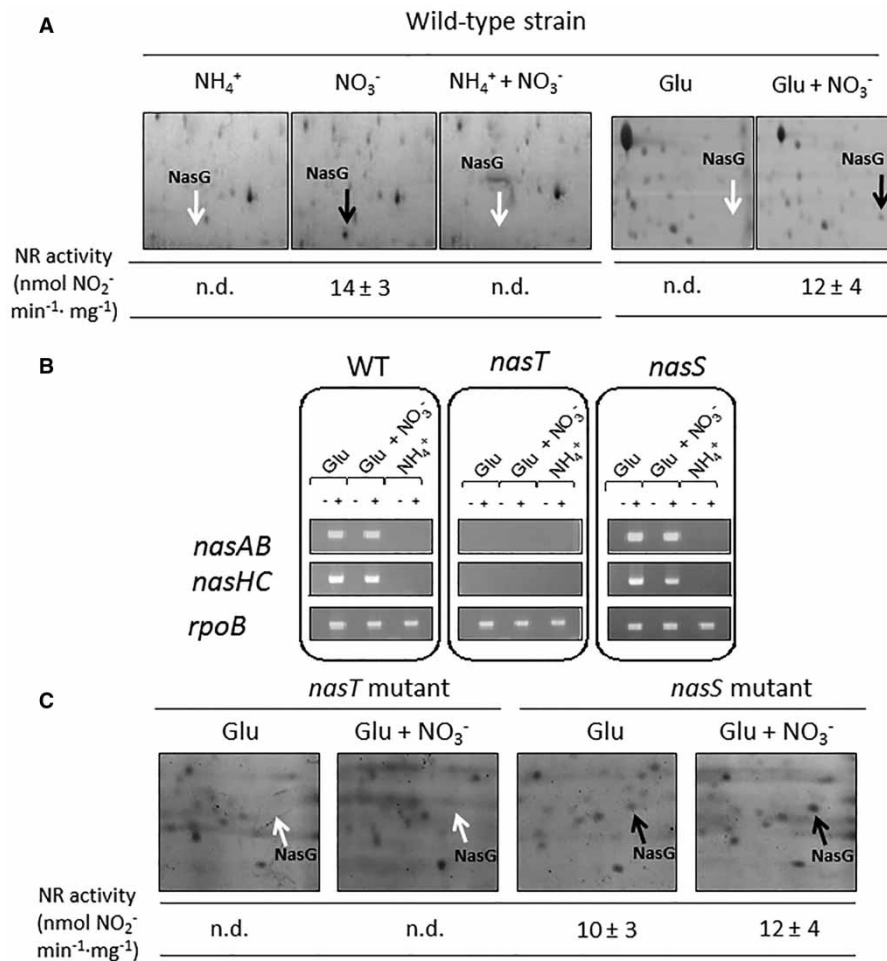 A
Wild-type strain
NH₄⁺ NO₃⁻ NH₄⁺ + NO₃⁻ Glu Glu + NO₃⁻
NasG NasG NasG NasG NasG
NR activity
(nmol NO₂⁻
min⁻¹· mg⁻¹)
n.d. 14 ± 3 n.d. n.d. 12 ± 4
B
WT nasT nasS
Glu Glu + NO₃⁻ NH₄⁺ Glu Glu + NO₃⁻ NH₄⁺ Glu Glu + NO₃⁻ NH₄⁺
- + - + - + - + - + - + - + - + - +
nasAB
nasHC
rpoB
C
nasT mutant nasS mutant
Glu Glu + NO₃⁻ Glu Glu + NO₃⁻
NasG NasG NasG NasG
NR activity
(nmol NO₂⁻
min⁻¹·mg⁻¹)
n.d. n.d. 10 ± 3 12 ± 4